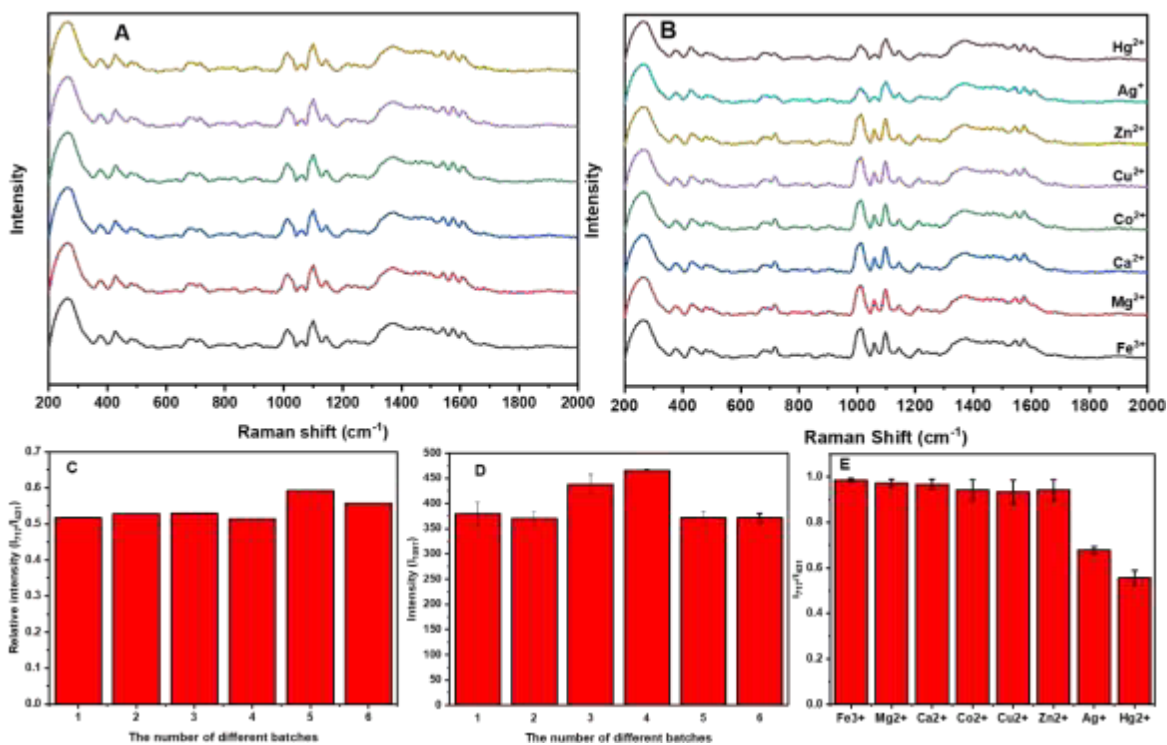 A
Intensity
200 400 600 800 1000 1200 1400 1600 1800 2000
Raman shift (cm⁻¹)
B
Intensity
Hg²⁺
Ag⁺
Zn²⁺
Cu²⁺
Co²⁺
Ca²⁺
Mg²⁺
Fe³⁺
200 400 600 800 1000 1200 1400 1600 1800 2000
Raman Shift (cm⁻¹)
C
Relative intensity (I₇₁₇/I₄₃₁)
0.7
0.6
0.5
0.4
0.3
0.2
0.1
0.0
1 2 3 4 5 6
The number of different batches
D
500
450
400
350
300
250
200
150
100
50
0
1 2 3 4 5 6
The number of different batches
E
1.0
0.8
0.6
0.4
0.2
0.0
Fe3+ Mg2+ Ca2+ Co2+ Cu2+ Zn2+ Ag+ Hg2+